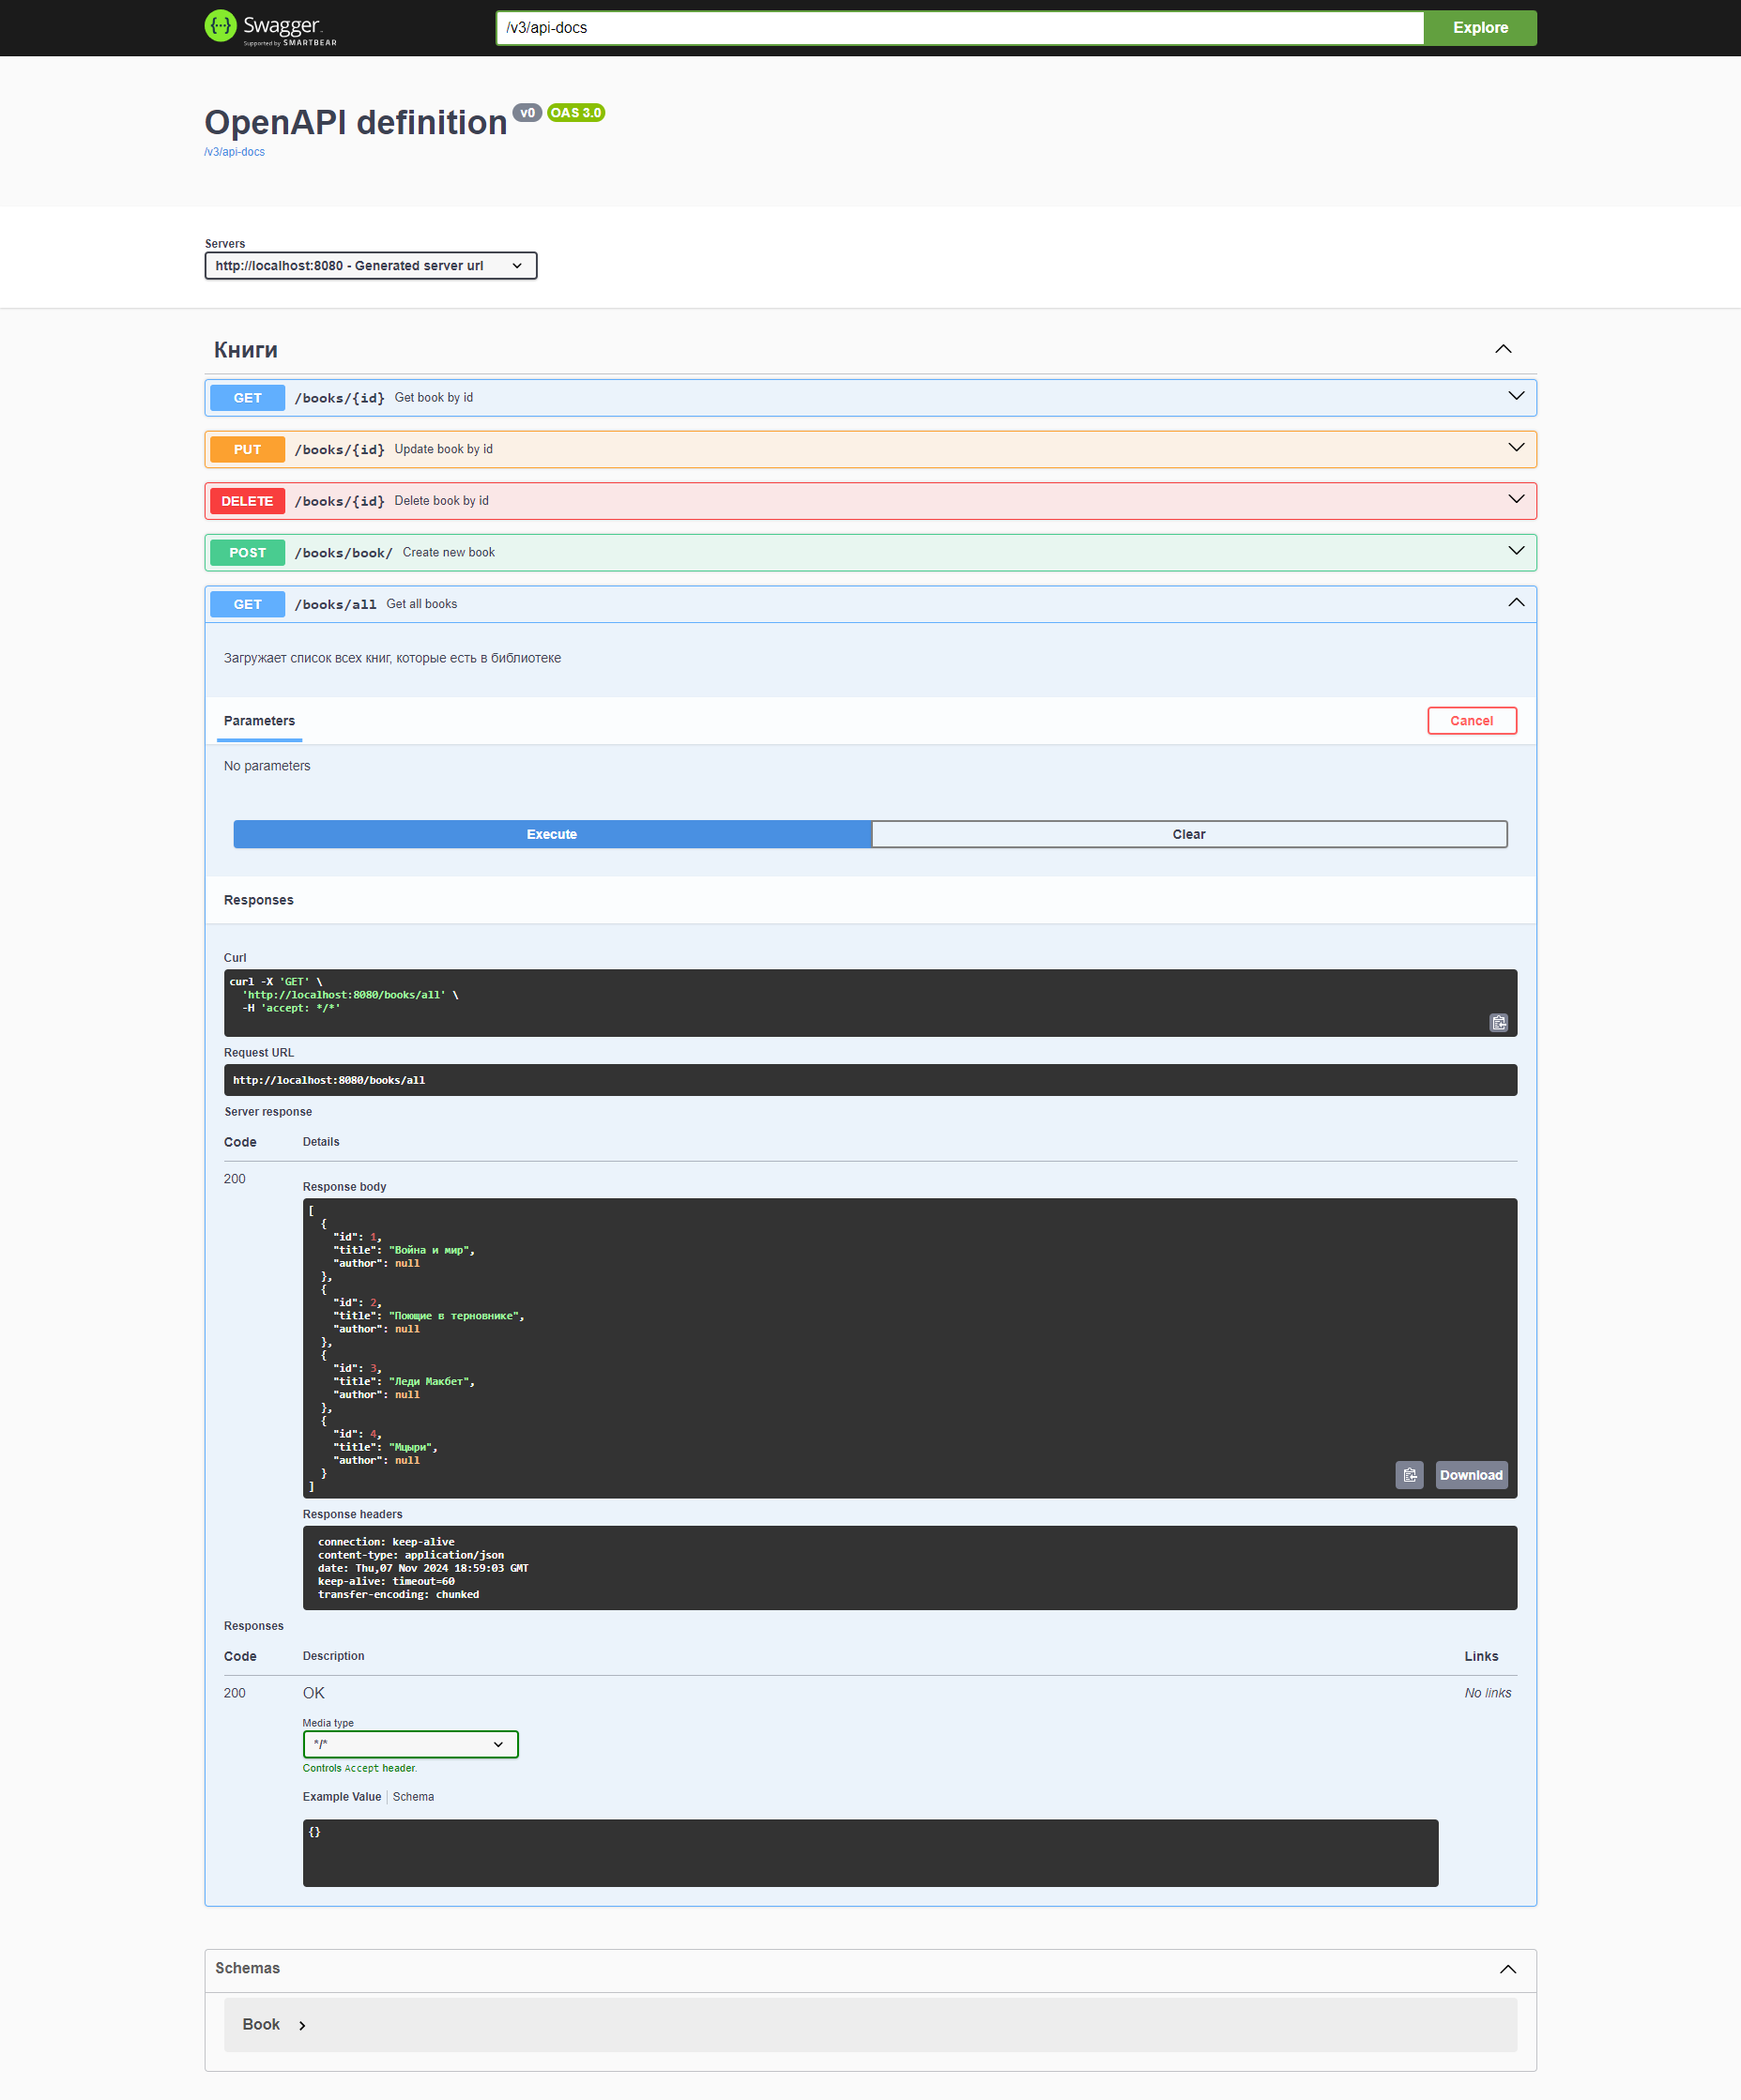 Swagger
Supported by SMARTBEAR
/v3/api-docs
Explore
OpenAPI definition v0 OAS 3.0
/v3/api-docs
Servers
http://localhost:8080 - Generated server url
Книги
GET /books/{id} Get book by id
PUT /books/{id} Update book by id
DELETE /books/{id} Delete book by id
POST /books/book/ Create new book
GET /books/all Get all books
Загружает список всех книг, которые есть в библиотеке
Parameters
Cancel
No parameters
Execute
Clear
Responses
Curl
curl -X 'GET' \
  'http://localhost:8080/books/all' \
  -H 'accept: */*'
Request URL
http://localhost:8080/books/all
Server response
Code Details
200
Response body
[
  {
    "id": 1,
    "title": "Война и мир",
    "author": null
  },
  {
    "id": 2,
    "title": "Поющие в терновнике",
    "author": null
  },
  {
    "id": 3,
    "title": "Леди Макбет",
    "author": null
  },
  {
    "id": 4,
    "title": "Мцыри",
    "author": null
  }
]
Download
Response headers
connection: keep-alive
content-type: application/json
date: Thu,07 Nov 2024 18:59:03 GMT
keep-alive: timeout=60
transfer-encoding: chunked
Responses
Code Description Links
200 OK No links
Media type
*/*
Controls Accept header.
Example Value Schema
{}
Schemas
Book